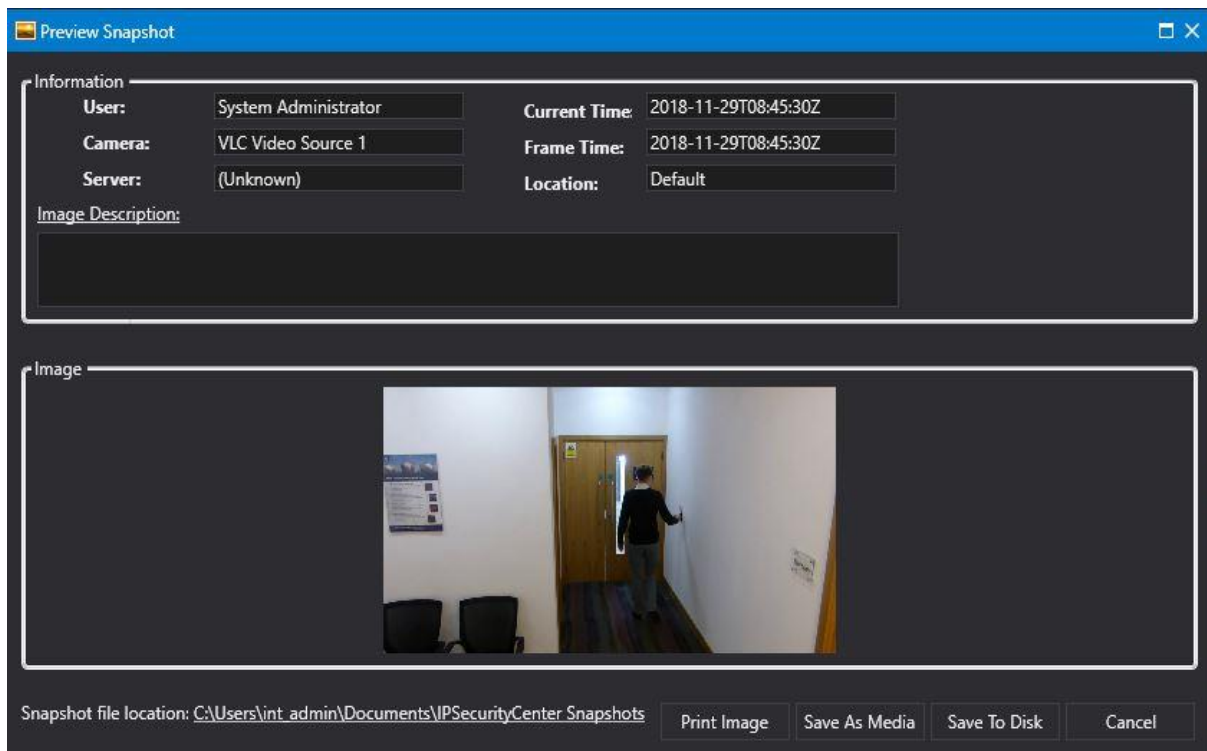 Preview Snapshot
Information
User: System Administrator Current Time: 2018-11-29T08:45:30Z
Camera: VLC Video Source 1 Frame Time: 2018-11-29T08:45:30Z
Server: (Unknown) Location: Default
Image Description:
Image
Snapshot file location: C:\Users\int_admin\Documents\IPSecurityCenter Snapshots Print Image Save As Media Save To Disk Cancel